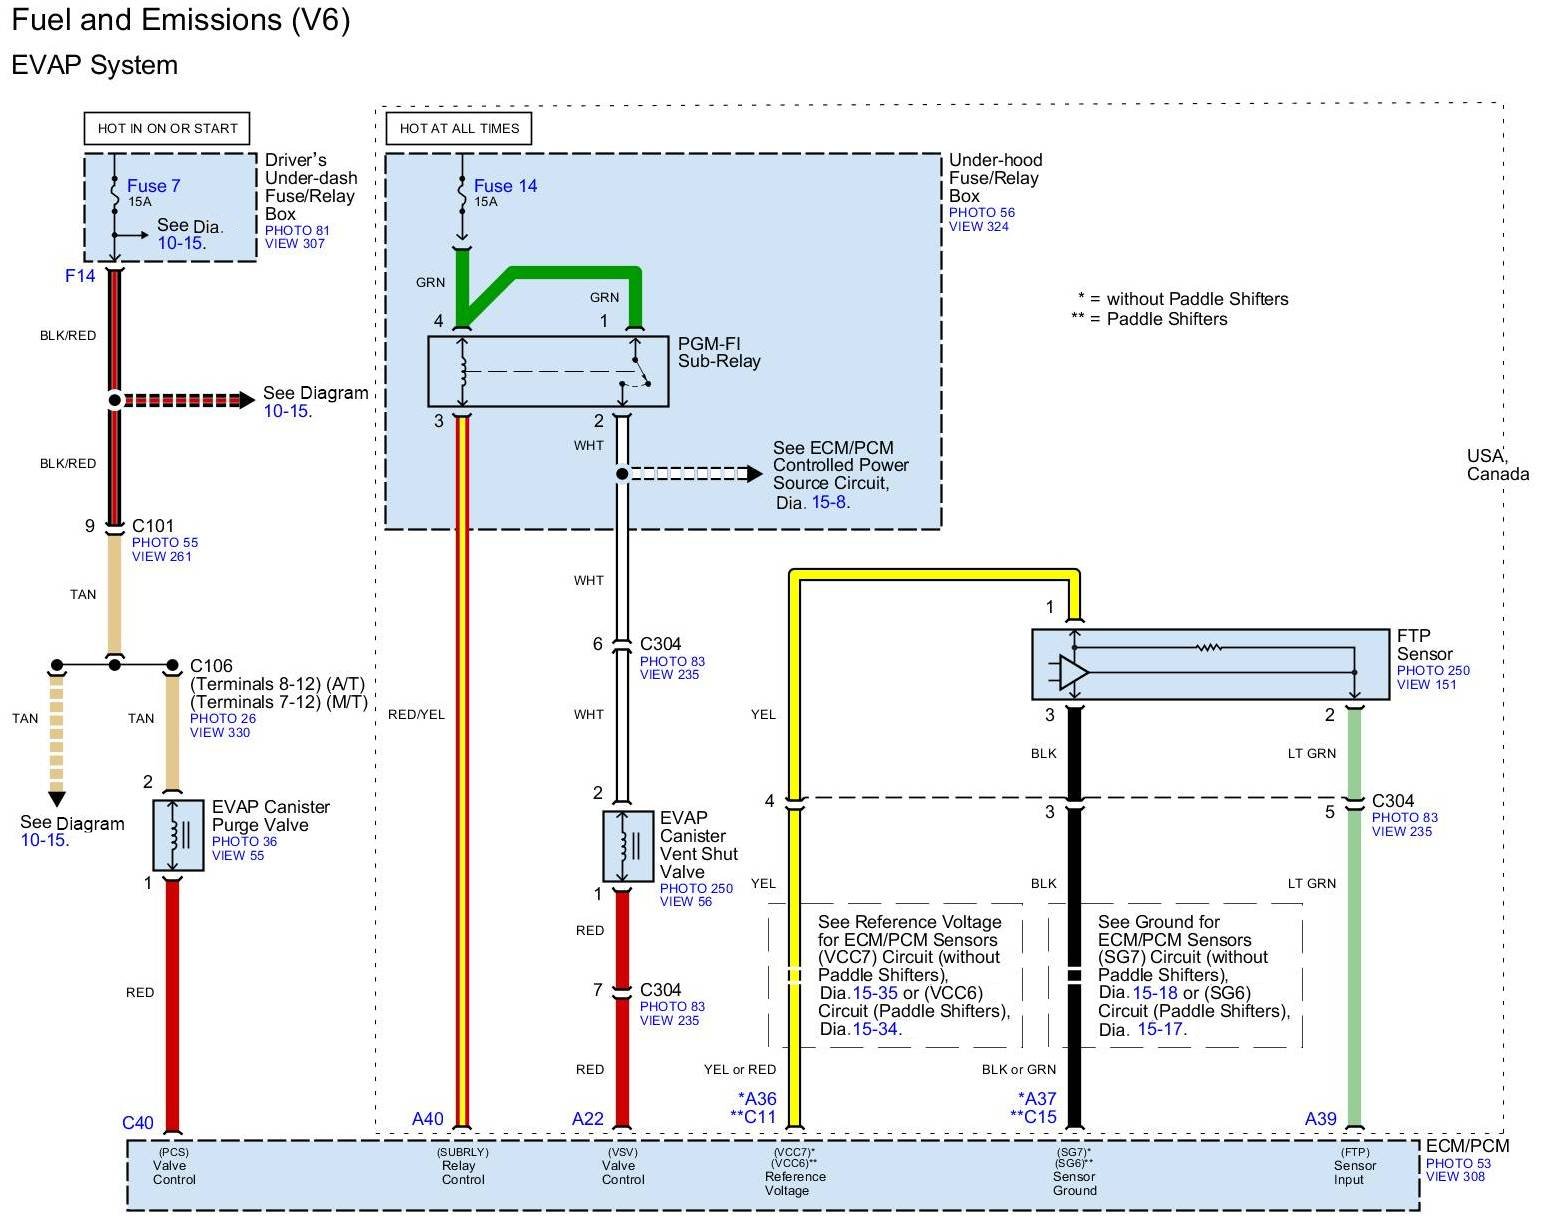 Fuel and Emissions (V6)
EVAP System
HOT IN ON OR START
Fuse 7
15A
See Dia.
10-15.
Driver's
Under-dash
Fuse/Relay
Box
PHOTO 81
VIEW 307
F14
BLK/RED
See Diagram
10-15.
BLK/RED
9
C101
PHOTO 55
VIEW 261
TAN
C106
(Terminals 8-12) (A/T)
(Terminals 7-12) (M/T)
PHOTO 26
VIEW 330
TAN
TAN
See Diagram
10-15.
2
EVAP Canister
Purge Valve
PHOTO 36
VIEW 55
1
RED
C40
HOT AT ALL TIMES
Fuse 14
15A
Under-hood
Fuse/Relay
Box
PHOTO 56
VIEW 324
GRN
GRN
4
1
PGM-FI
Sub-Relay
3
2
WHT
See ECM/PCM
Controlled Power
Source Circuit,
Dia. 15-8.
* = without Paddle Shifters
** = Paddle Shifters
USA,
Canada
RED/YEL
A40
WHT
6
C304
PHOTO 83
VIEW 235
WHT
2
EVAP
Canister
Vent Shut
Valve
PHOTO 250
VIEW 56
1
RED
7
C304
PHOTO 83
VIEW 235
RED
A22
1
FTP
Sensor
PHOTO 250
VIEW 151
3
2
YEL
BLK
LT GRN
4
3
5
C304
PHOTO 83
VIEW 235
YEL
BLK
LT GRN
See Reference Voltage
for ECM/PCM Sensors
(VCC7) Circuit (without
Paddle Shifters),
Dia.15-35 or (VCC6)
Circuit (Paddle Shifters),
Dia.15-34.
See Ground for
ECM/PCM Sensors
(SG7) Circuit (without
Paddle Shifters),
Dia.15-18 or (SG6)
Circuit (Paddle Shifters),
Dia. 15-17.
YEL or RED
*A36
**C11
BLK or GRN
*A37
**C15
A39
(PCS)
Valve
Control
(SUBRLY)
Relay
Control
(VSV)
Valve
Control
(VCC7)*
(VCC6)**
Reference
Voltage
(SG7)*
(SG6)**
Sensor
Ground
(FTP)
Sensor
Input
ECM/PCM
PHOTO 53
VIEW 308